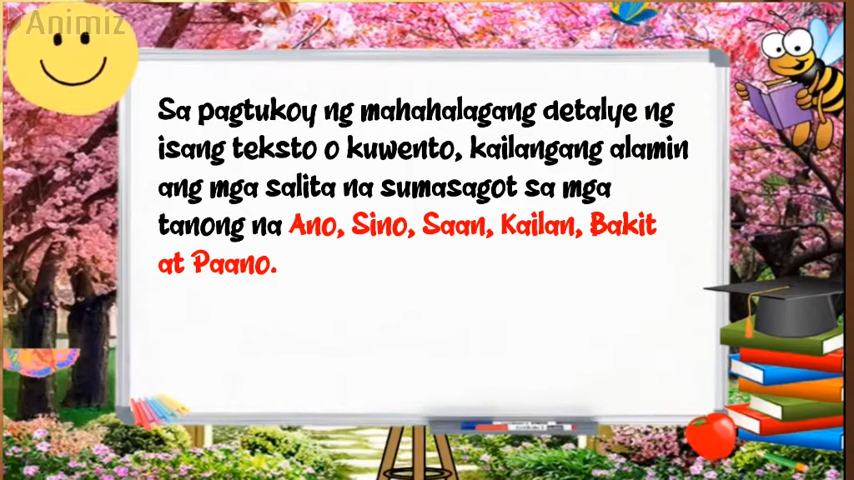 Animiz
Sa pagtukoy ng mahahalagang detalye ng
isang teksto o kuwento, kailangang alamin
ang mga salita na sumasagot sa mga
tanong na Ano, Sino, Saan, Kailan, Bakit
at Paano.